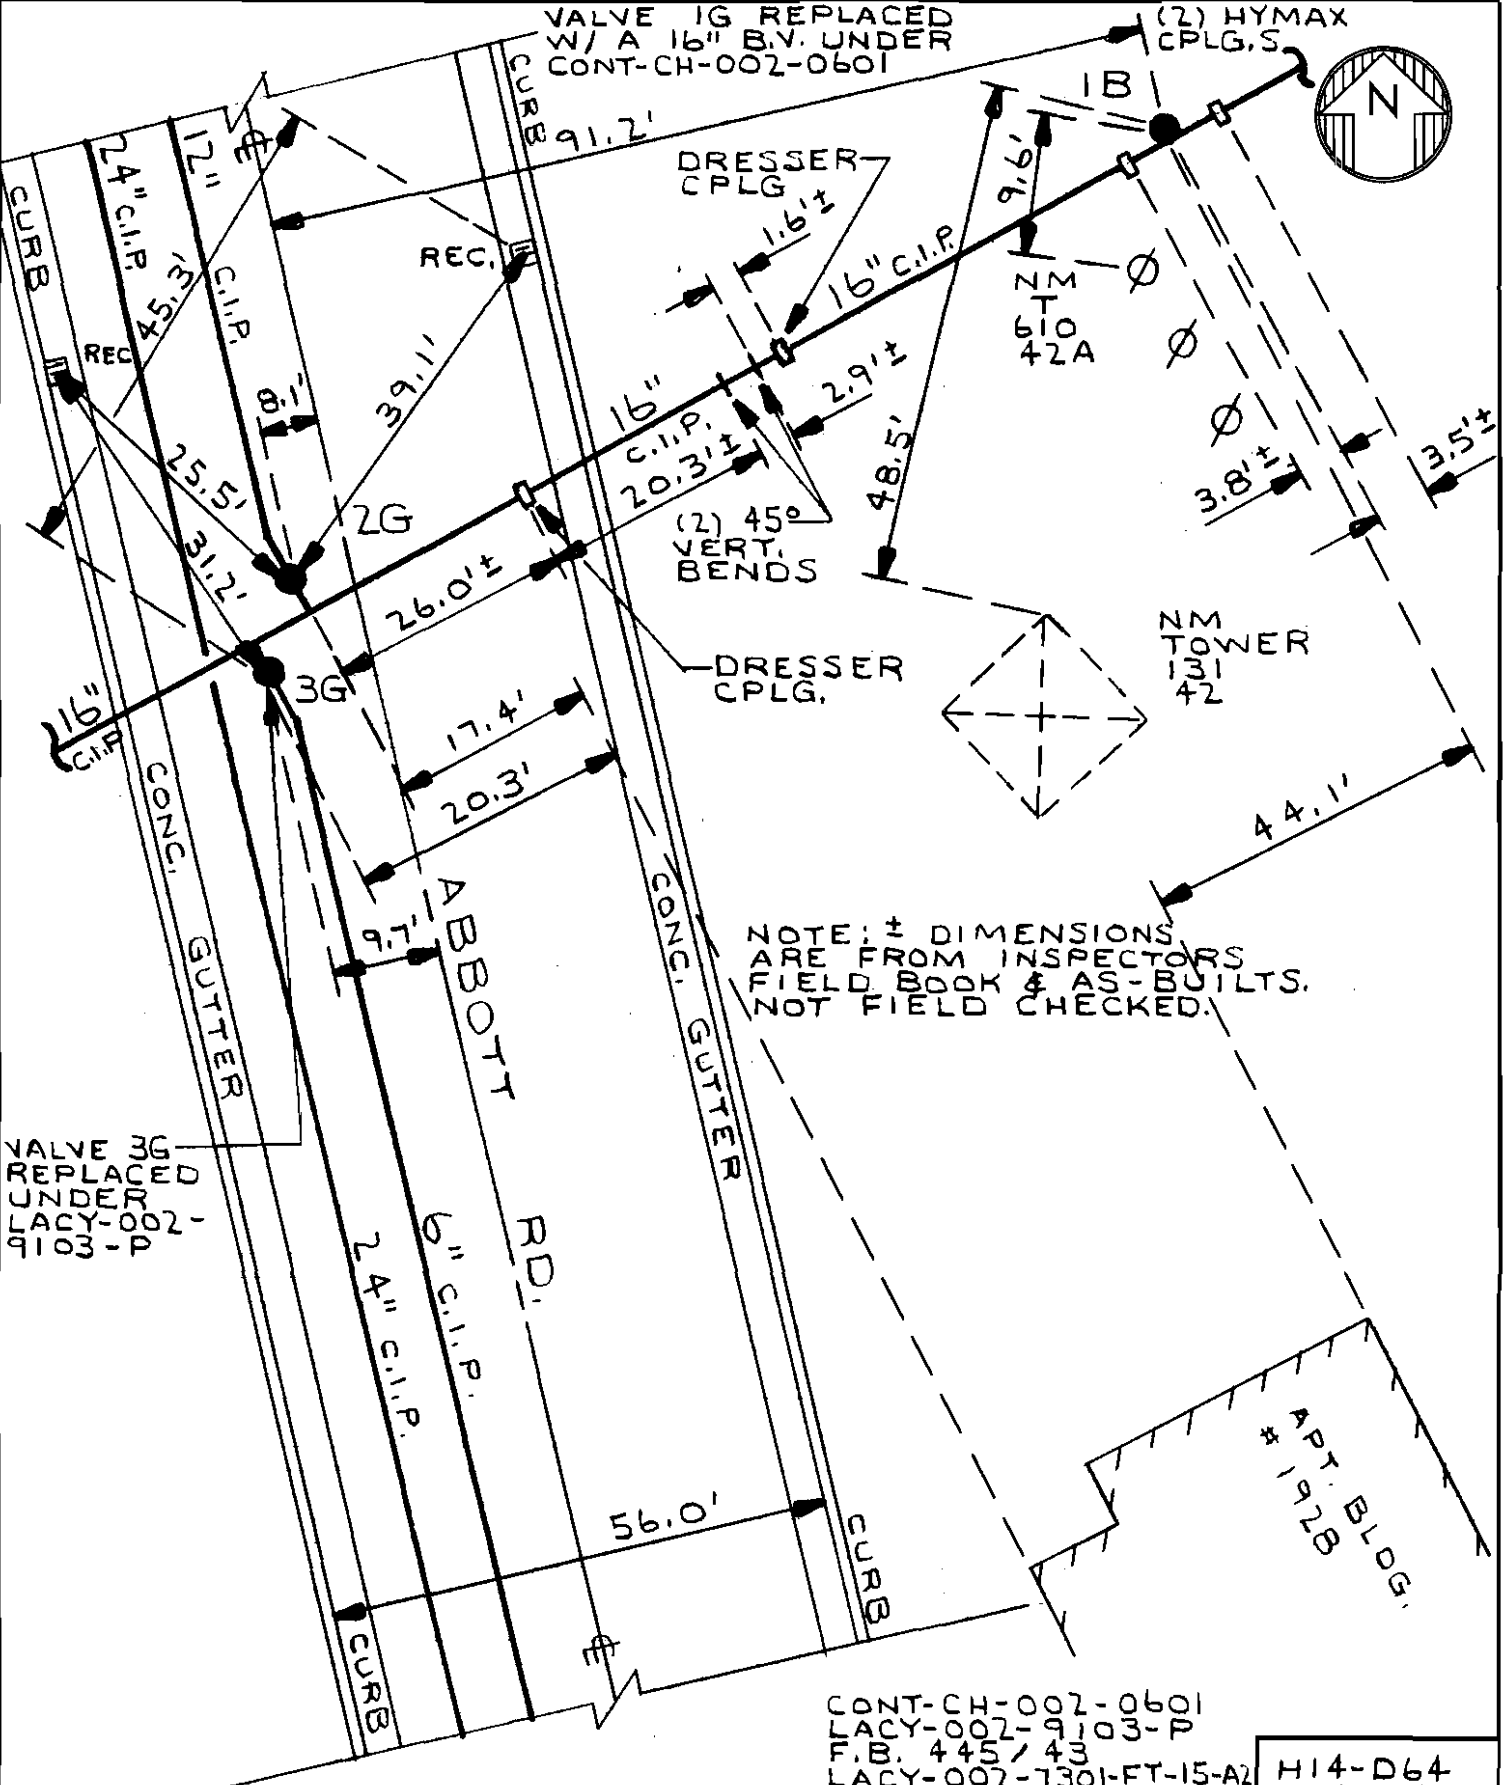 VALVE 1G REPLACED
W/ A 16" B.V. UNDER
CONT-CH-002-0601
(2) HYMAX
CPLG.S
N
1B
CURB
91.2'
24" C.I.P.
12"
C.I.P.
CURB
45.3'
REC.
REC
DRESSER
CPLG
1.6'±
9.6'
16" C.I.P.
NM
T
610
42A
8.1'
39.1'
25.5'
31.2'
2G
16"
C.I.P.
20.3'±
2.9'±
48.5'
3.8'±
3.5'±
(2) 45°
VERT.
BENDS
26.0'±
3G
DRESSER
CPLG.
NM
TOWER
131
42
16"
C.I.P.
17.4'
20.3'
44.1'
CONC. GUTTER
9.7'
ABBOTT RD.
CONC. GUTTER
NOTE: ± DIMENSIONS
ARE FROM INSPECTORS
FIELD BOOK & AS-BUILTS.
NOT FIELD CHECKED.
VALVE 3G
REPLACED
UNDER
LACY-002-
9103-P
24" C.I.P.
6" C.I.P.
56.0'
CURB
CURB
APT. BLDG.
# 1928
CONT-CH-002-0601
LACY-002-9103-P
F.B. 445/43
LACY-002-7301-FT-15-A2
H14-D64